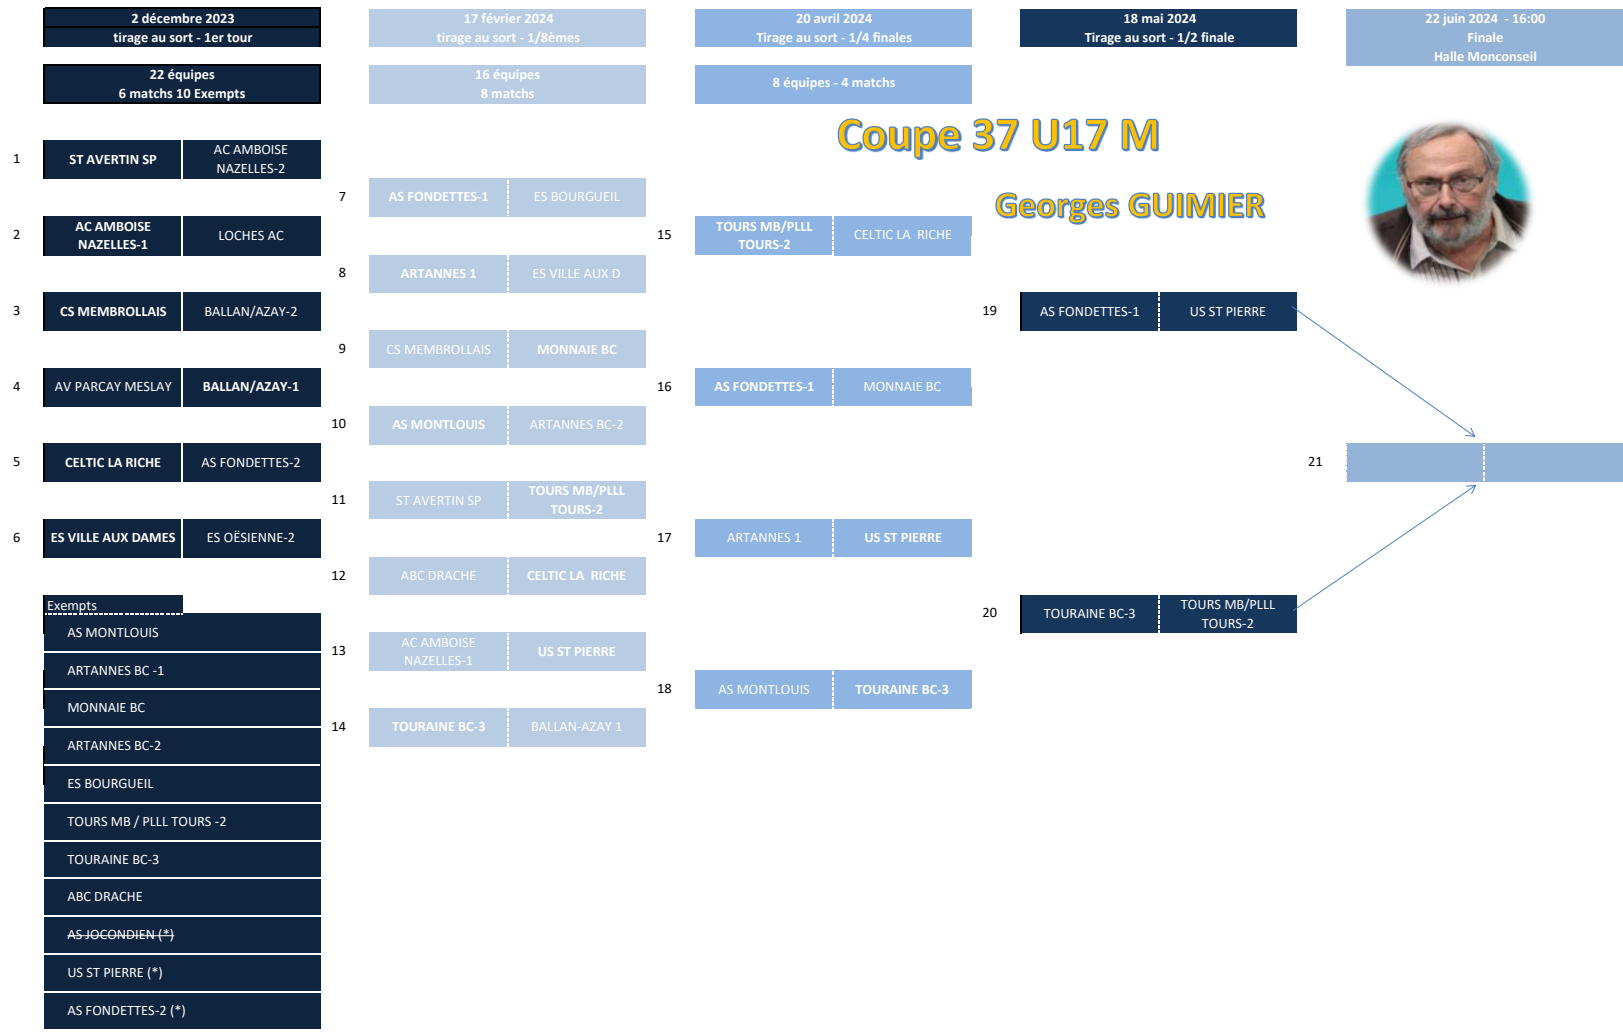 2 décembre 2023
tirage au sort - 1er tour
17 février 2024
tirage au sort - 1/8èmes
20 avril 2024
Tirage au sort - 1/4 finales
18 mai 2024
Tirage au sort - 1/2 finale
22 juin 2024 - 16:00
Finale
Halle Monconseil
22 équipes
6 matchs 10 Exempts
16 équipes
8 matchs
8 équipes - 4 matchs
Coupe 37 U17 M
Georges GUIMIER
1
ST AVERTIN SP
AC AMBOISE
NAZELLES-2
2
AC AMBOISE
NAZELLES-1
LOCHES AC
3
CS MEMBROLLAIS
BALLAN/AZAY-2
4
AV PARCAY MESLAY
BALLAN/AZAY-1
5
CELTIC LA RICHE
AS FONDETTES-2
6
ES VILLE AUX DAMES
ES OËSIENNE-2
Exempts
AS MONTLOUIS
ARTANNES BC -1
MONNAIE BC
ARTANNES BC-2
ES BOURGUEIL
TOURS MB / PLLL TOURS -2
TOURAINE BC-3
ABC DRACHE
AS JOCONDIEN (*)
US ST PIERRE (*)
AS FONDETTES-2 (*)
7
AS FONDETTES-1
ES BOURGUEIL
8
ARTANNES 1
ES VILLE AUX D
9
CS MEMBROLLAIS
MONNAIE BC
10
AS MONTLOUIS
ARTANNES BC-2
11
ST AVERTIN SP
TOURS MB/PLLL
TOURS-2
12
ABC DRACHE
CELTIC LA RICHE
13
AC AMBOISE
NAZELLES-1
US ST PIERRE
14
TOURAINE BC-3
BALLAN-AZAY 1
15
TOURS MB/PLLL
TOURS-2
CELTIC LA RICHE
16
AS FONDETTES-1
MONNAIE BC
17
ARTANNES 1
US ST PIERRE
18
AS MONTLOUIS
TOURAINE BC-3
19
AS FONDETTES-1
US ST PIERRE
20
TOURAINE BC-3
TOURS MB/PLLL
TOURS-2
21